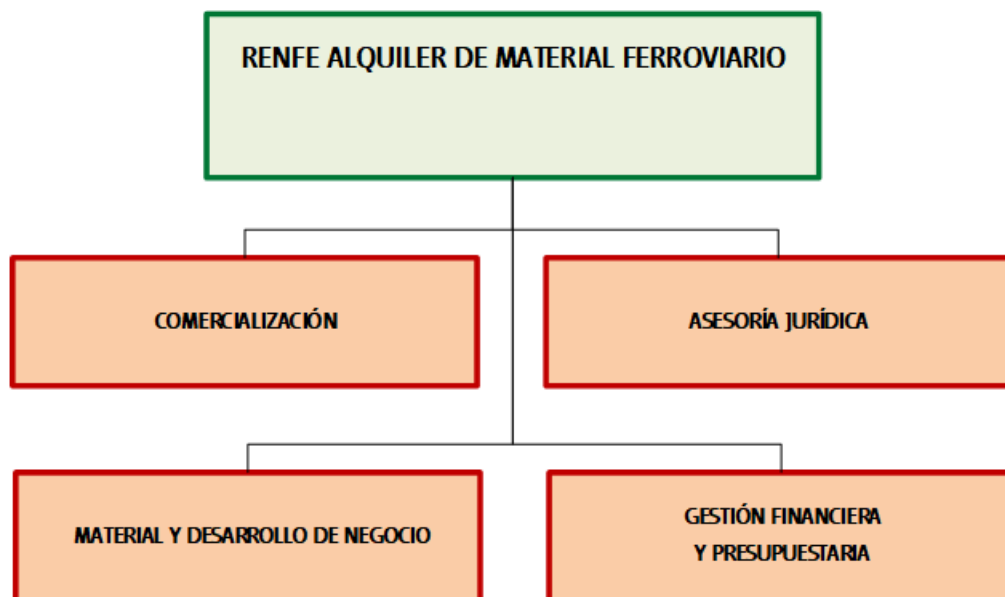 RENFE ALQUILER DE MATERIAL FERROVIARIO
COMERCIALIZACIÓN
ASESORÍA JURÍDICA
MATERIAL Y DESARROLLO DE NEGOCIO
GESTIÓN FINANCIERA
Y PRESUPUESTARIA